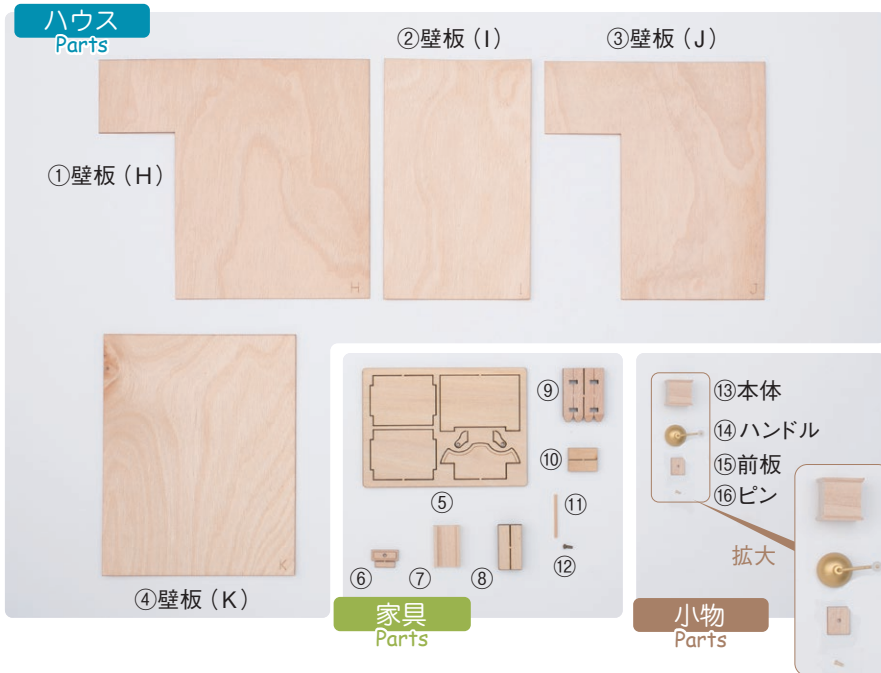 ハウス
Parts
②壁板（I）
③壁板（J）
①壁板（H）
H
I
J
K
④壁板（K）
⑤
⑥
⑦
⑧
⑨
⑩
⑪
⑫
家具
Parts
⑬本体
⑭ハンドル
⑮前板
⑯ピン
拡大
小物
Parts